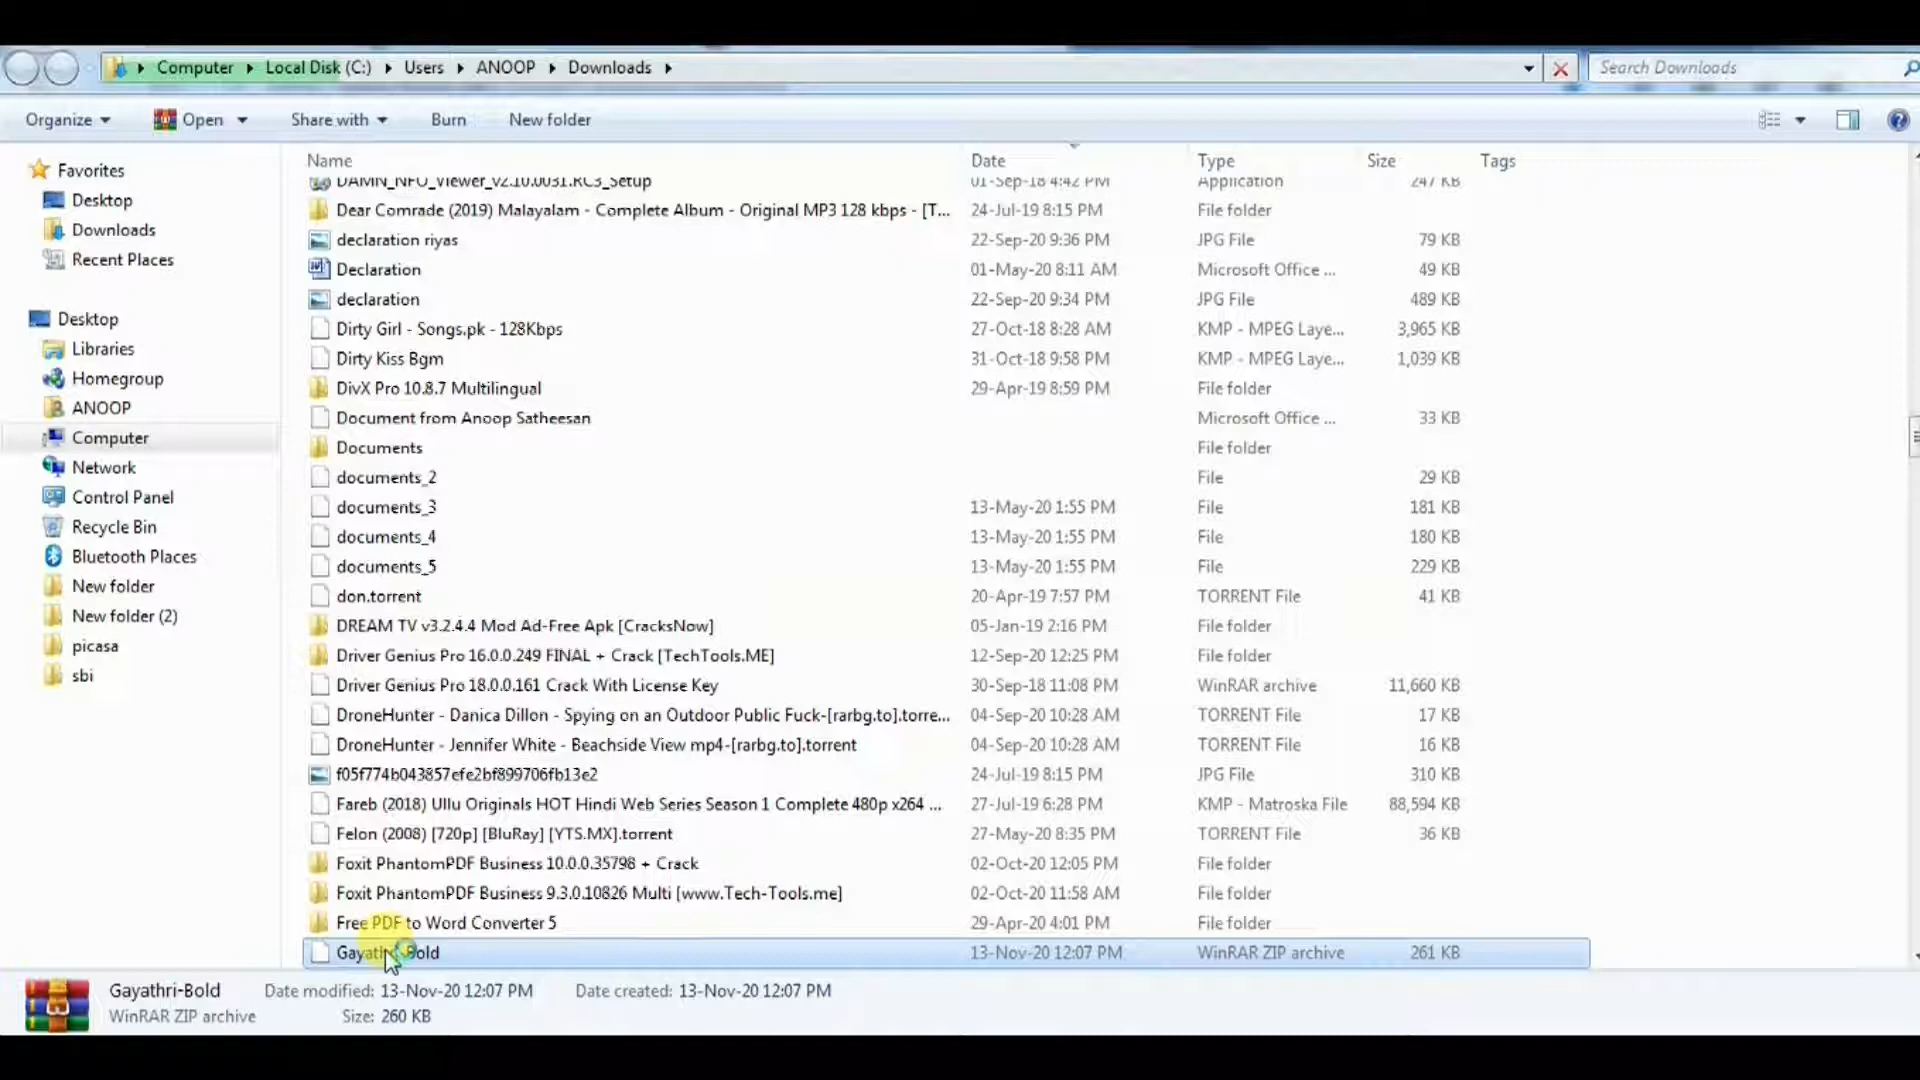 Computer Local Disk (C:) Users ANOOP Downloads Search Downloads
Organize Open Share with Burn New folder
Name Date Type Size Tags
Favorites
Desktop
Downloads
Recent Places
Desktop
Libraries
Homegroup
ANOOP
Computer
Network
Control Panel
Recycle Bin
Bluetooth Places
New folder
New folder (2)
picasa
sbi
DAMN_NFO_Viewer_v2.10.0031.RC3_Setup 01-Sep-18 4:42 PM Application 247 KB
Dear Comrade (2019) Malayalam - Complete Album - Original MP3 128 kbps - [T... 24-Jul-19 8:15 PM File folder
declaration riyas 22-Sep-20 9:36 PM JPG File 79 KB
Declaration 01-May-20 8:11 AM Microsoft Office ... 49 KB
declaration 22-Sep-20 9:34 PM JPG File 489 KB
Dirty Girl - Songs.pk - 128Kbps 27-Oct-18 8:28 AM KMP - MPEG Laye... 3,965 KB
Dirty Kiss Bgm 31-Oct-18 9:58 PM KMP - MPEG Laye... 1,039 KB
DivX Pro 10.8.7 Multilingual 29-Apr-19 8:59 PM File folder
Document from Anoop Satheesan Microsoft Office ... 33 KB
Documents File folder
documents_2 File 29 KB
documents_3 13-May-20 1:55 PM File 181 KB
documents_4 13-May-20 1:55 PM File 180 KB
documents_5 13-May-20 1:55 PM File 229 KB
don.torrent 20-Apr-19 7:57 PM TORRENT File 41 KB
DREAM TV v3.2.4.4 Mod Ad-Free Apk [CracksNow] 05-Jan-19 2:16 PM File folder
Driver Genius Pro 16.0.0.249 FINAL + Crack [TechTools.ME] 12-Sep-20 12:25 PM File folder
Driver Genius Pro 18.0.0.161 Crack With License Key 30-Sep-18 11:08 PM WinRAR archive 11,660 KB
DroneHunter - Danica Dillon - Spying on an Outdoor Public Fuck-[rarbg.to].torre... 04-Sep-20 10:28 AM TORRENT File 17 KB
DroneHunter - Jennifer White - Beachside View mp4-[rarbg.to].torrent 04-Sep-20 10:28 AM TORRENT File 16 KB
f05f774b043857efe2bf899706fb13e2 24-Jul-19 8:15 PM JPG File 310 KB
Fareb (2018) Ullu Originals HOT Hindi Web Series Season 1 Complete 480p x264 ... 27-Jul-19 6:28 PM KMP - Matroska File 88,594 KB
Felon (2008) [720p] [BluRay] [YTS.MX].torrent 27-May-20 8:35 PM TORRENT File 36 KB
Foxit PhantomPDF Business 10.0.0.35798 + Crack 02-Oct-20 12:05 PM File folder
Foxit PhantomPDF Business 9.3.0.10826 Multi [www.Tech-Tools.me] 02-Oct-20 11:58 AM File folder
Free PDF to Word Converter 5 29-Apr-20 4:01 PM File folder
Gayathri-Bold 13-Nov-20 12:07 PM WinRAR ZIP archive 261 KB
Gayathri-Bold Date modified: 13-Nov-20 12:07 PM Date created: 13-Nov-20 12:07 PM
WinRAR ZIP archive Size: 260 KB